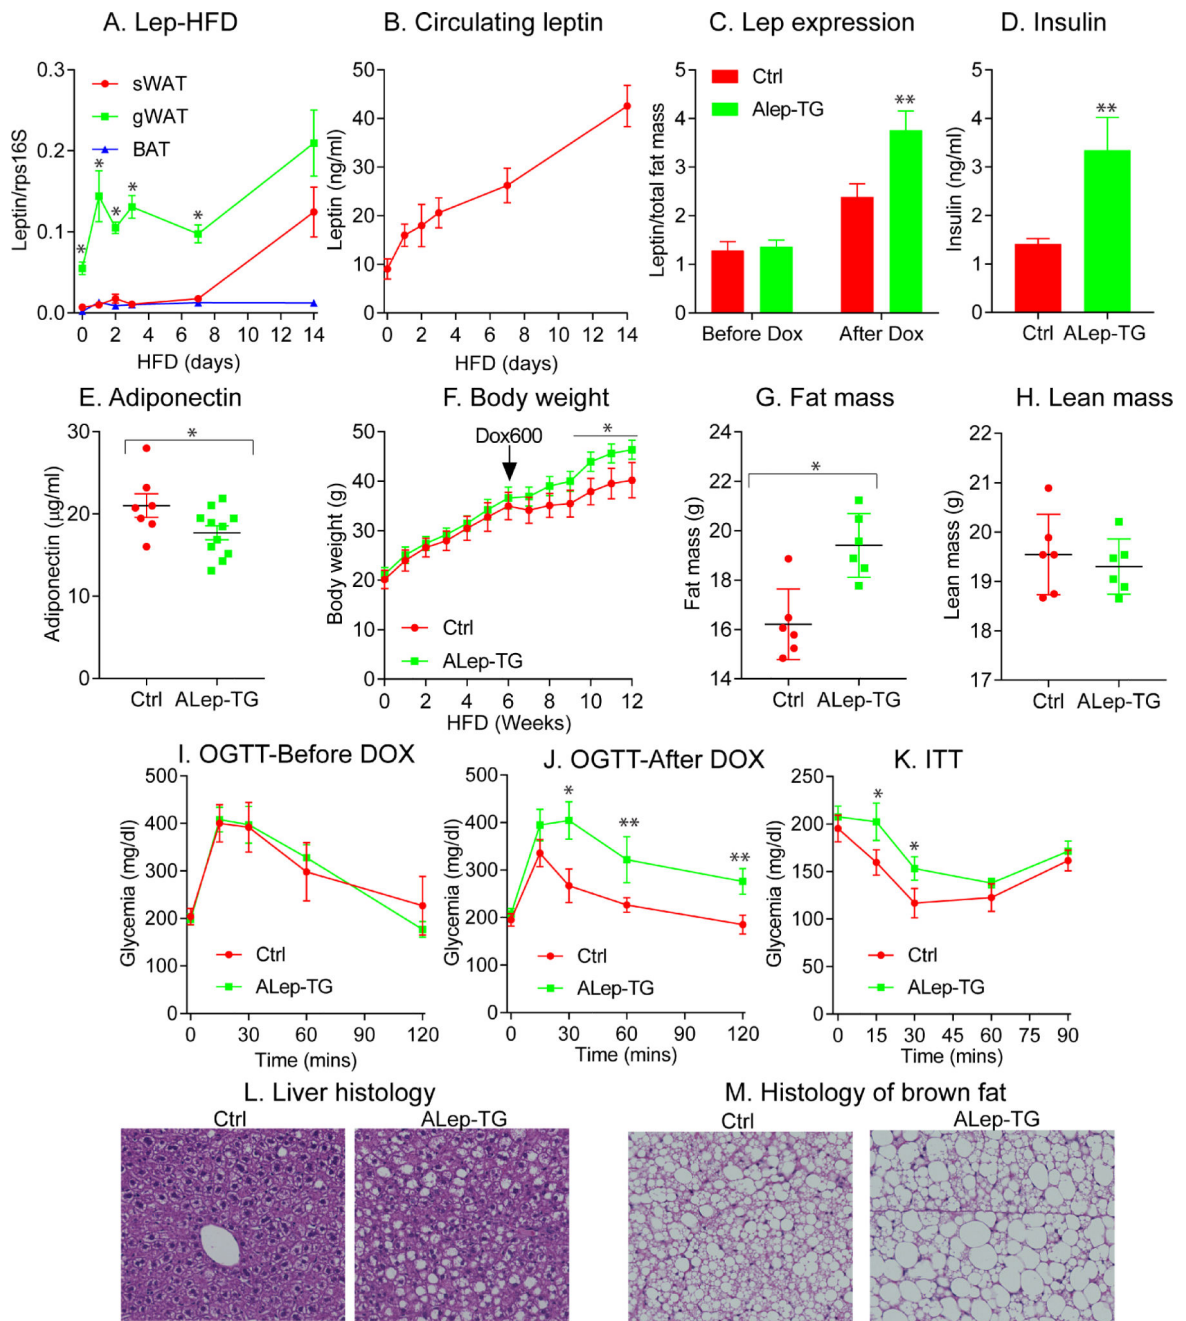 A. Lep-HFD
B. Circulating leptin
C. Lep expression
D. Insulin
0.3
0.2
0.1
0.0
Leptin/rps16S
sWAT
gWAT
BAT
*
*
*
*
*
0 2 4 6 8 10 12 14
HFD (days)
50
40
30
20
10
0
Leptin (ng/ml)
0 2 4 6 8 10 12 14
HFD (days)
5
4
3
2
1
0
Leptin/total fat mass
Ctrl
Alep-TG
**
Before Dox After Dox
5
4
3
2
1
0
Insulin (ng/ml)
**
Ctrl ALep-TG
E. Adiponectin
F. Body weight
G. Fat mass
H. Lean mass
30
20
10
0
Adiponectin (µg/ml)
*
Ctrl ALep-TG
50
40
30
20
10
0
Body weight (g)
Dox600
*
Ctrl
ALep-TG
0 2 4 6 8 10 12
HFD (Weeks)
24
22
20
18
16
14
Fat mass (g)
*
Ctrl ALep-TG
22
21
20
19
18
17
Lean mass (g)
Ctrl ALep-TG
I. OGTT-Before DOX
J. OGTT-After DOX
K. ITT
500
400
300
200
100
0
Glycemia (mg/dl)
Ctrl
ALep-TG
0 30 60 90 120
Time (mins)
500
400
300
200
100
0
Glycemia (mg/dl)
*
**
**
Ctrl
ALep-TG
0 30 60 90 120
Time (mins)
250
200
150
100
50
0
Glycemia (mg/dl)
*
*
Ctrl
ALep-TG
0 15 30 45 60 75 90
Time (mins)
L. Liver histology
Ctrl ALep-TG
M. Histology of brown fat
Ctrl ALep-TG